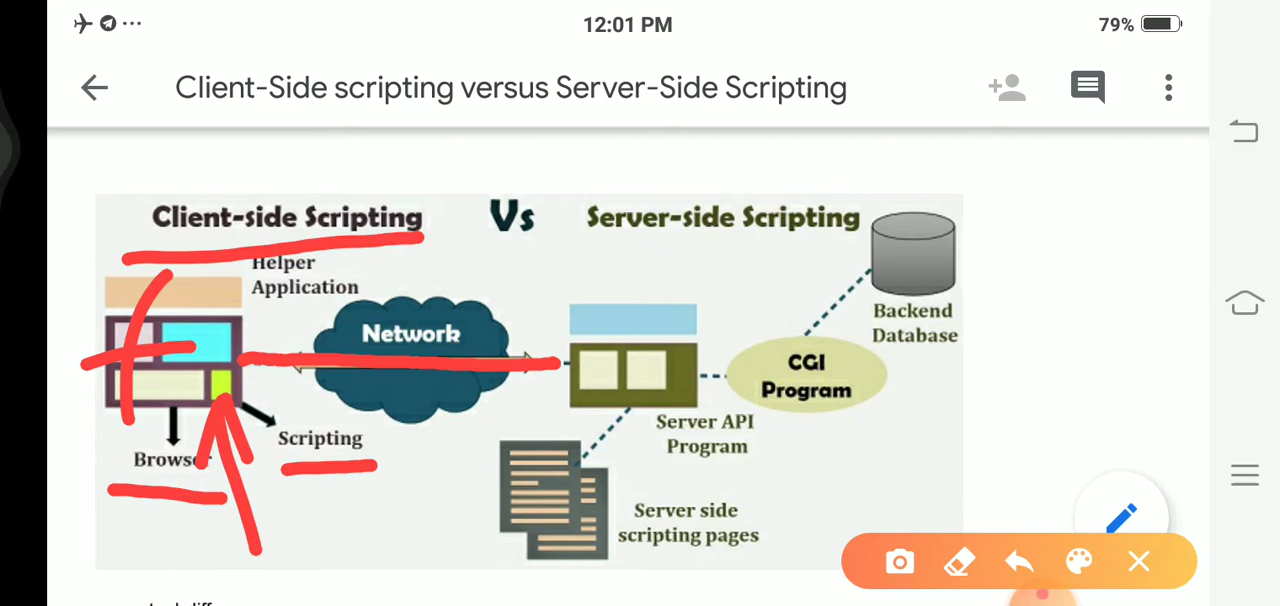 12:01 PM
79%
Client-Side scripting versus Server-Side Scripting
Client-side Scripting Vs Server-side Scripting
Helper
Application
Network
Backend
Database
CGI
Program
Server API
Program
Scripting
Browser
Server side
scripting pages